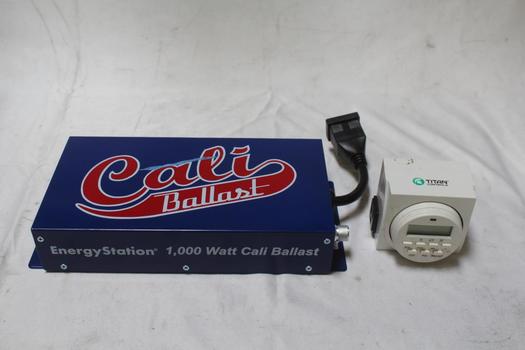 Cali
Ballast
EnergyStation® 1,000 Watt Cali Ballast
TITAN